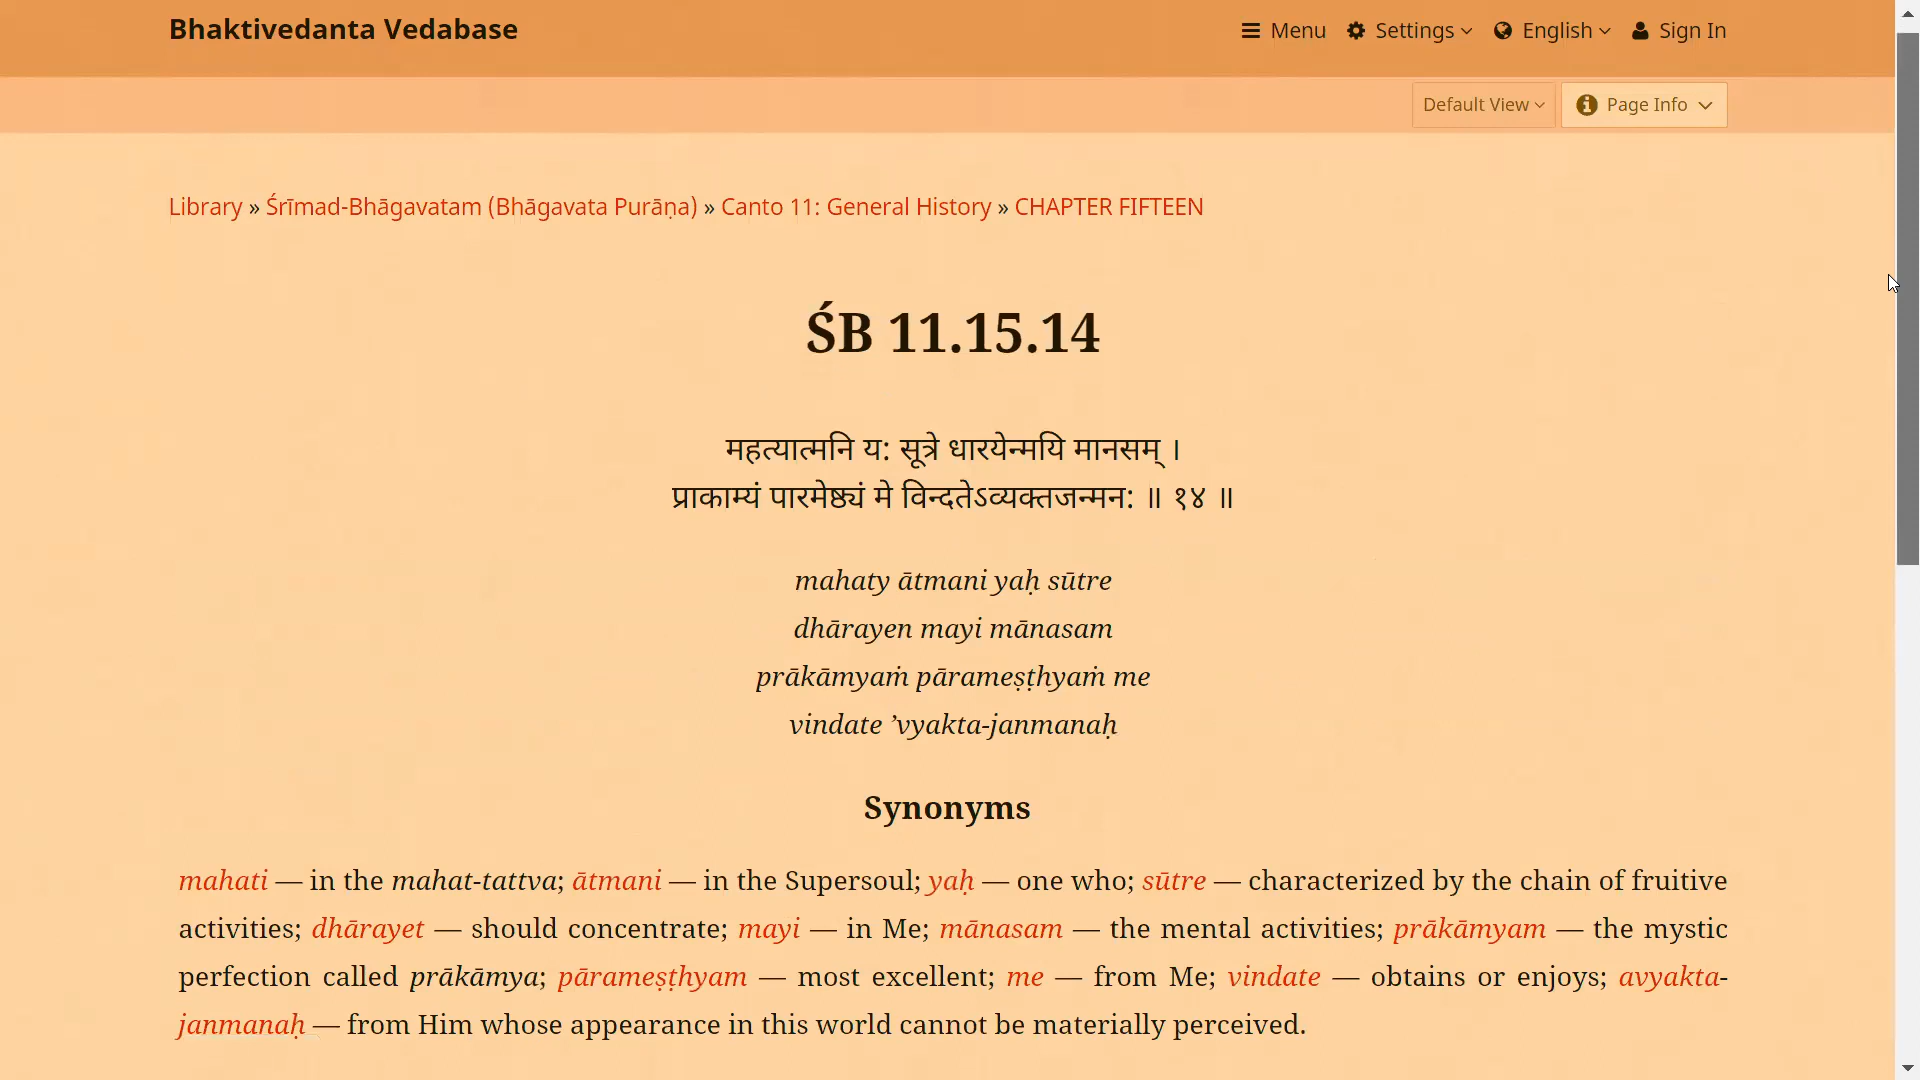 Bhaktivedanta Vedabase
Menu Settings English Sign In
Default View Page Info
Library » Śrīmad-Bhāgavatam (Bhāgavata Purāṇa) » Canto 11: General History » CHAPTER FIFTEEN
ŚB 11.15.14
महत्यात्मनि य: सूत्रे धारयेन्मयि मानसम् ।
प्राकाम्यं पारमेष्ठ्यं मे विन्दतेऽव्यक्तजन्मन: ॥ १४ ॥
mahaty ātmani yaḥ sūtre
dhārayen mayi mānasam
prākāmyaṁ pārameṣṭhyaṁ me
vindate ’vyakta-janmanaḥ
Synonyms
mahati — in the mahat-tattva; ātmani — in the Supersoul; yaḥ — one who; sūtre — characterized by the chain of fruitive
activities; dhārayet — should concentrate; mayi — in Me; mānasam — the mental activities; prākāmyam — the mystic
perfection called prākāmya; pārameṣṭhyam — most excellent; me — from Me; vindate — obtains or enjoys; avyakta-
janmanaḥ — from Him whose appearance in this world cannot be materially perceived.